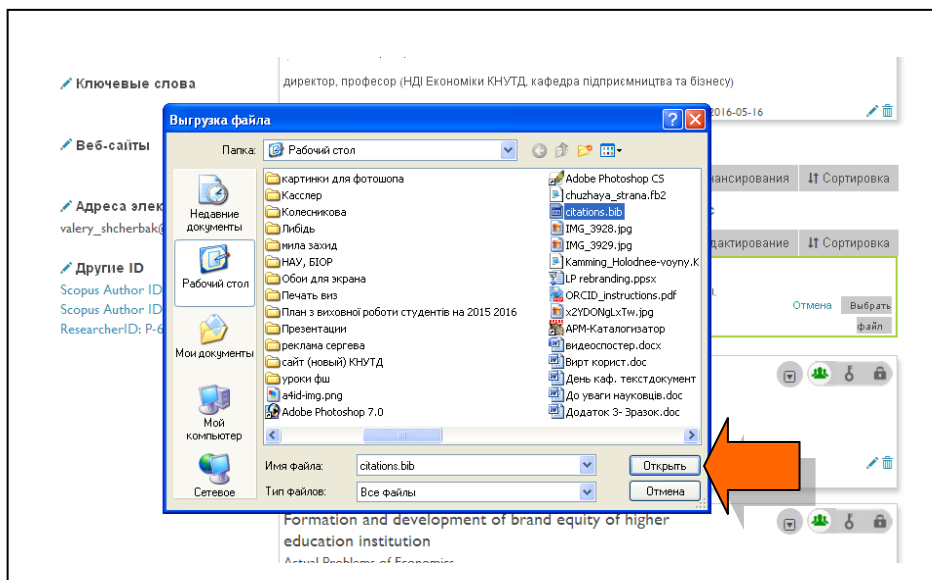 Ключевые слова
Веб-сайты
Адреса элек
valery_shcherbak@
Другие ID
Scopus Author ID
Scopus Author ID
ResearcherID: P-6
директор, професор (НДІ Економіки КНУТД, кафедра підприємництва та бізнесу)
2016-05-16
Сортировка
дактирование
Сортировка
Отмена
Выбрать
файл
Выгрузка файла
Папка:
Рабочий стол
Недавние
документы
Рабочий стол
Мои документы
Мой
компьютер
Сетевое
картинки для фотошопа
Касслер
Колесникова
Либідь
мила захид
НАУ, БІОР
Обои для экрана
Печать виз
План з виховної роботи студентів на 2015 2016
Презентации
реклама сергева
сайт (новый) КНУТД
уроки фш
a4id-img.png
Adobe Photoshop 7.0
Adobe Photoshop CS
chuzhaya_strana.fb2
citations.bib
IMG_3928.jpg
IMG_3929.jpg
Kamming_Holodnee-voyny.K
LP rebranding.ppsx
ORCID_instructions.pdf
x2YDONgLxTw.jpg
АРМ-Каталогизатор
видеоспостер.docx
Вирт корист.doc
День каф. текстдокумент
До уваги науковців.doc
Додаток 3- Зразок.doc
Имя файла:
citations.bib
Открыть
Тип файлов:
Все файлы
Отмена
Formation and development of brand equity of higher
education institution
Actual Problems of Economics